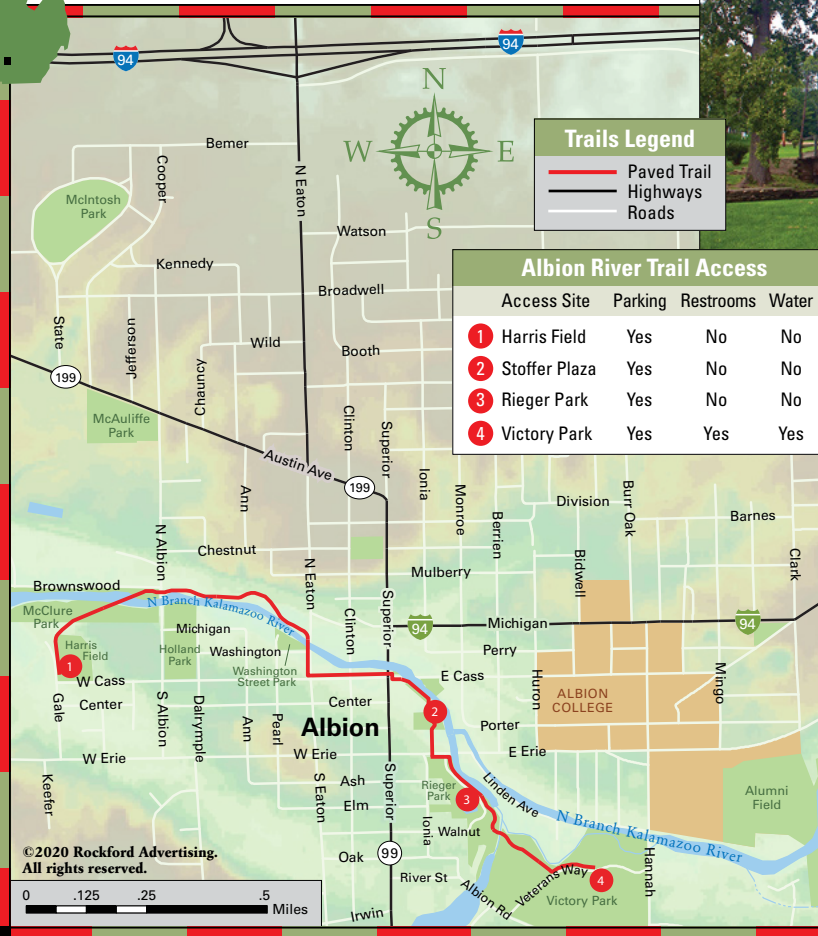 94
94
N
W E
S
Trails Legend
Paved Trail
Highways
Roads
Albion River Trail Access
Access Site Parking Restrooms Water
1 Harris Field Yes No No
2 Stoffer Plaza Yes No No
3 Rieger Park Yes No No
4 Victory Park Yes Yes Yes
Bemer
Cooper
N Eaton
McIntosh
Park
Watson
Kennedy
Broadwell
State
Jefferson
Wild
Booth
Chauncy
199
McAuliffe
Park
Clinton
Superior
Austin Ave
199
Ann
Ionia
Monroe
Berrien
Division
Burr Oak
Barnes
N Albion
Chestnut
Bidwell
Clark
Mulberry
N Eaton
Brownswood
N Branch Kalamazoo River
McClure
Park
Clinton
Superior
94
Michigan
94
Michigan
Harris
Field
1
Holland
Park
Washington
Washington
Street Park
Perry
W Cass
E Cass
Huron
Mingo
ALBION
COLLEGE
Gale
Center
S Albion
Dalrymple
Ann
Pearl
Center
2
Albion
Porter
E Erie
W Erie
W Erie
Keefer
S Eaton
Ash
Elm
Superior
Rieger
Park
3
Linden Ave
Alumni
Field
Ionia
Walnut
N Branch Kalamazoo River
©2020 Rockford Advertising.
All rights reserved.
Oak
99
River St
Hannah
Veterans Way
4
Albion Rd
Victory Park
Irwin
0 .125 .25 .5
Miles